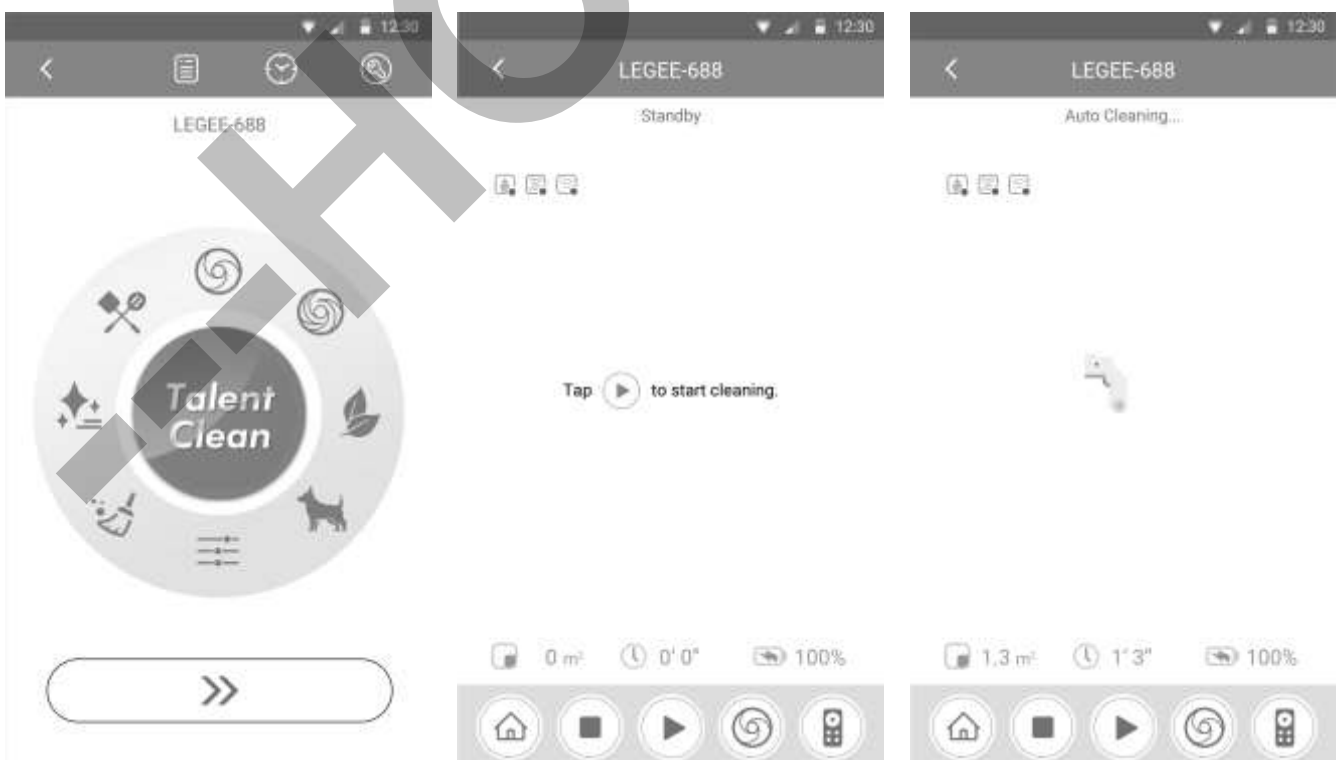 12:30
LEGEE-688
Talent
Clean
12:30
LEGEE-688
Standby
Tap to start cleaning.
0 m² 0' 0" 100%
12:30
LEGEE-688
Auto Cleaning...
1.3 m² 1' 3" 100%